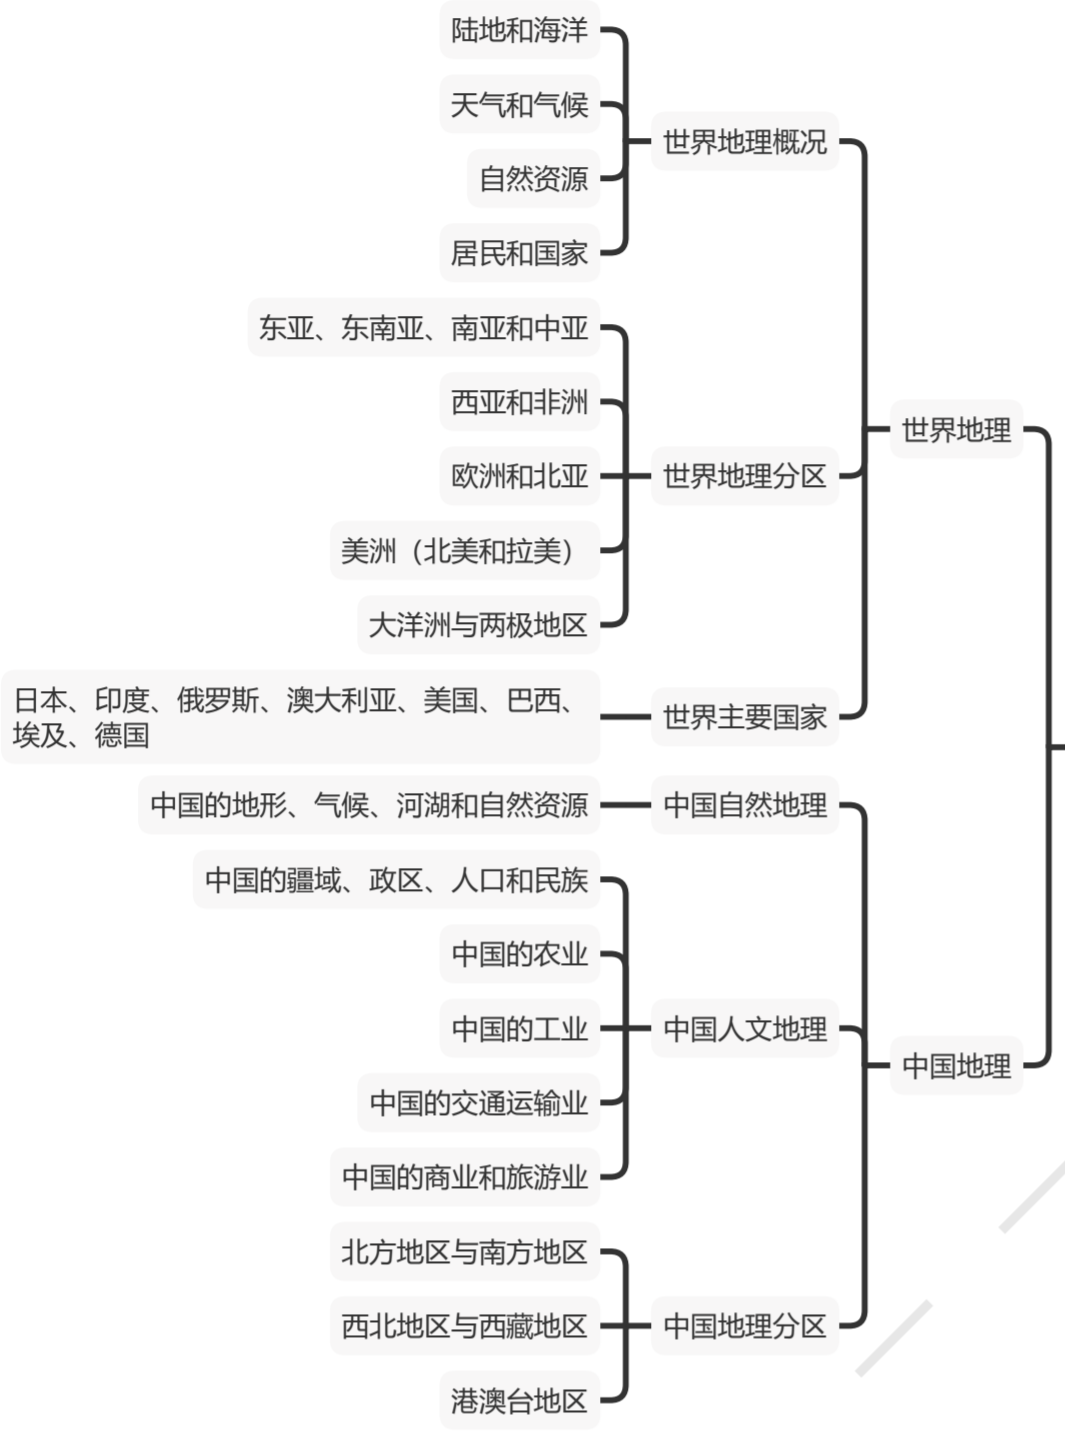 陆地和海洋
天气和气候
世界地理概况
自然资源
居民和国家
东亚、东南亚、南亚和中亚
西亚和非洲
世界地理
欧洲和北亚
世界地理分区
美洲（北美和拉美）
大洋洲与两极地区
日本、印度、俄罗斯、澳大利亚、美国、巴西、
埃及、德国
世界主要国家
中国的地形、气候、河湖和自然资源
中国自然地理
中国的疆域、政区、人口和民族
中国的农业
中国的工业
中国人文地理
中国地理
中国的交通运输业
中国的商业和旅游业
北方地区与南方地区
西北地区与西藏地区
中国地理分区
港澳台地区